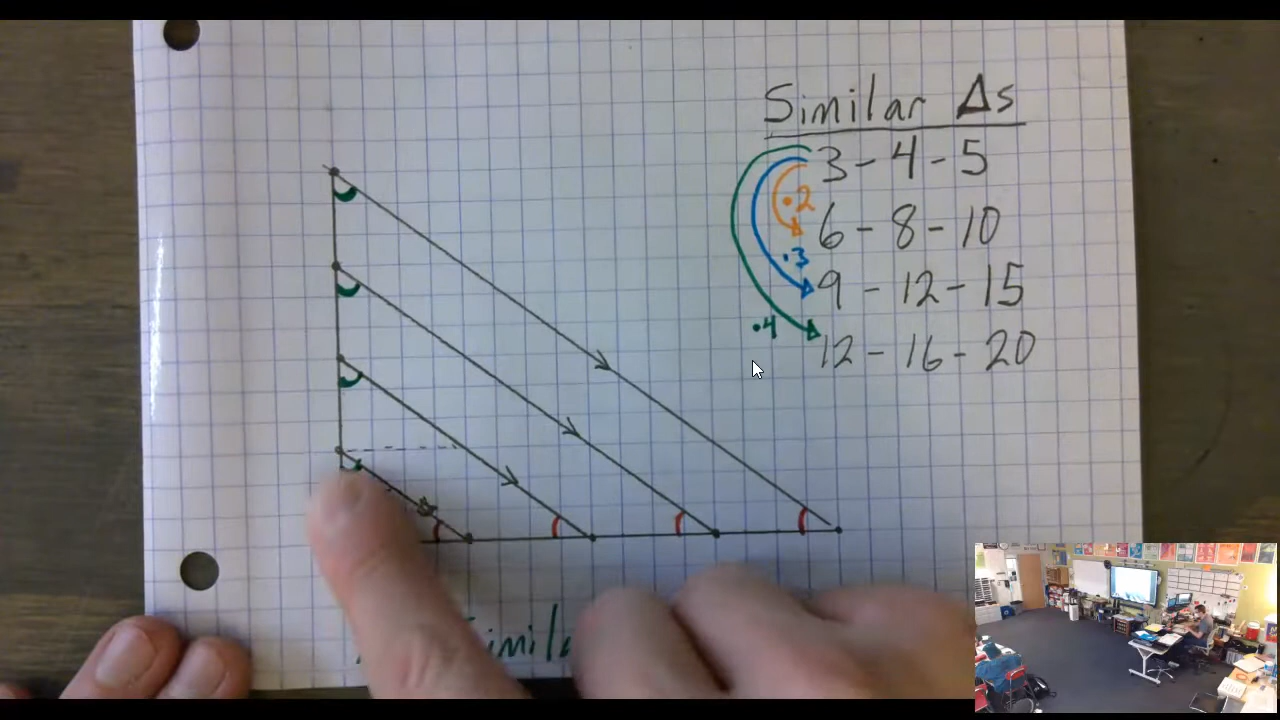 Similar Δs
3 - 4 - 5
·2
6 - 8 - 10
·3
9 - 12 - 15
·4
12 - 16 - 20